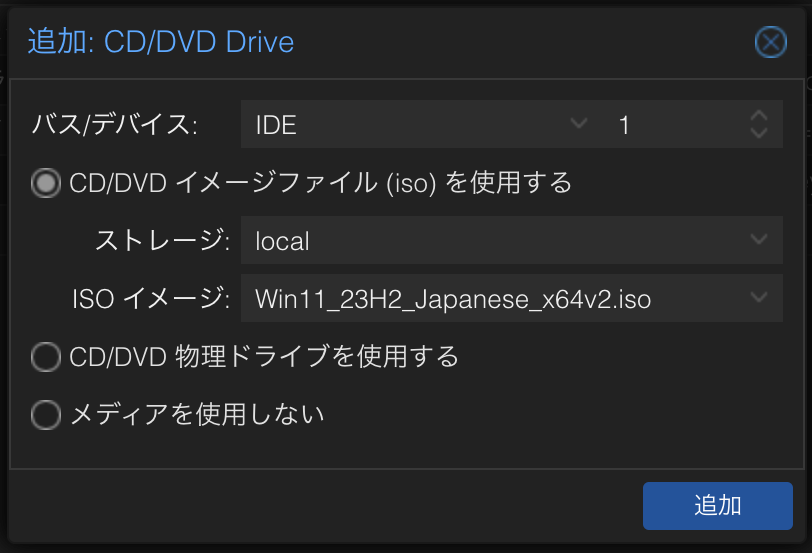 追加: CD/DVD Drive
バス/デバイス: IDE 1
CD/DVD イメージファイル (iso) を使用する
ストレージ: local
ISO イメージ: Win11_23H2_Japanese_x64v2.iso
CD/DVD 物理ドライブを使用する
メディアを使用しない
追加